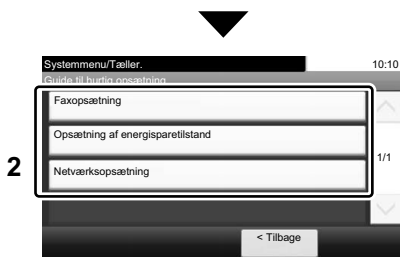 Systemmenu/Tæller.
10:10
Guide til hurtig opsætning
Faxopsætning
Opsætning af energisparetilstand
1/1
2
Netværksopsætning
< Tilbage